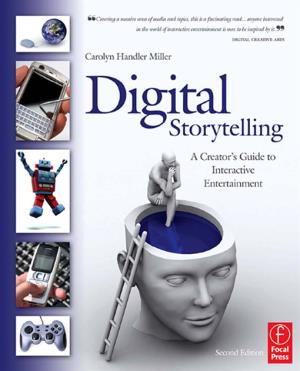 "Covering a massive area of media and topics, this is a fascinating read... anyone interested
in the world of interactive entertainment is sure to be inspired by it."
DIGITAL CREATIVE ARTS
Carolyn Handler Miller
Digital
Storytelling
A Creator's Guide to
Interactive
Entertainment
Second Edition
Focal
Press